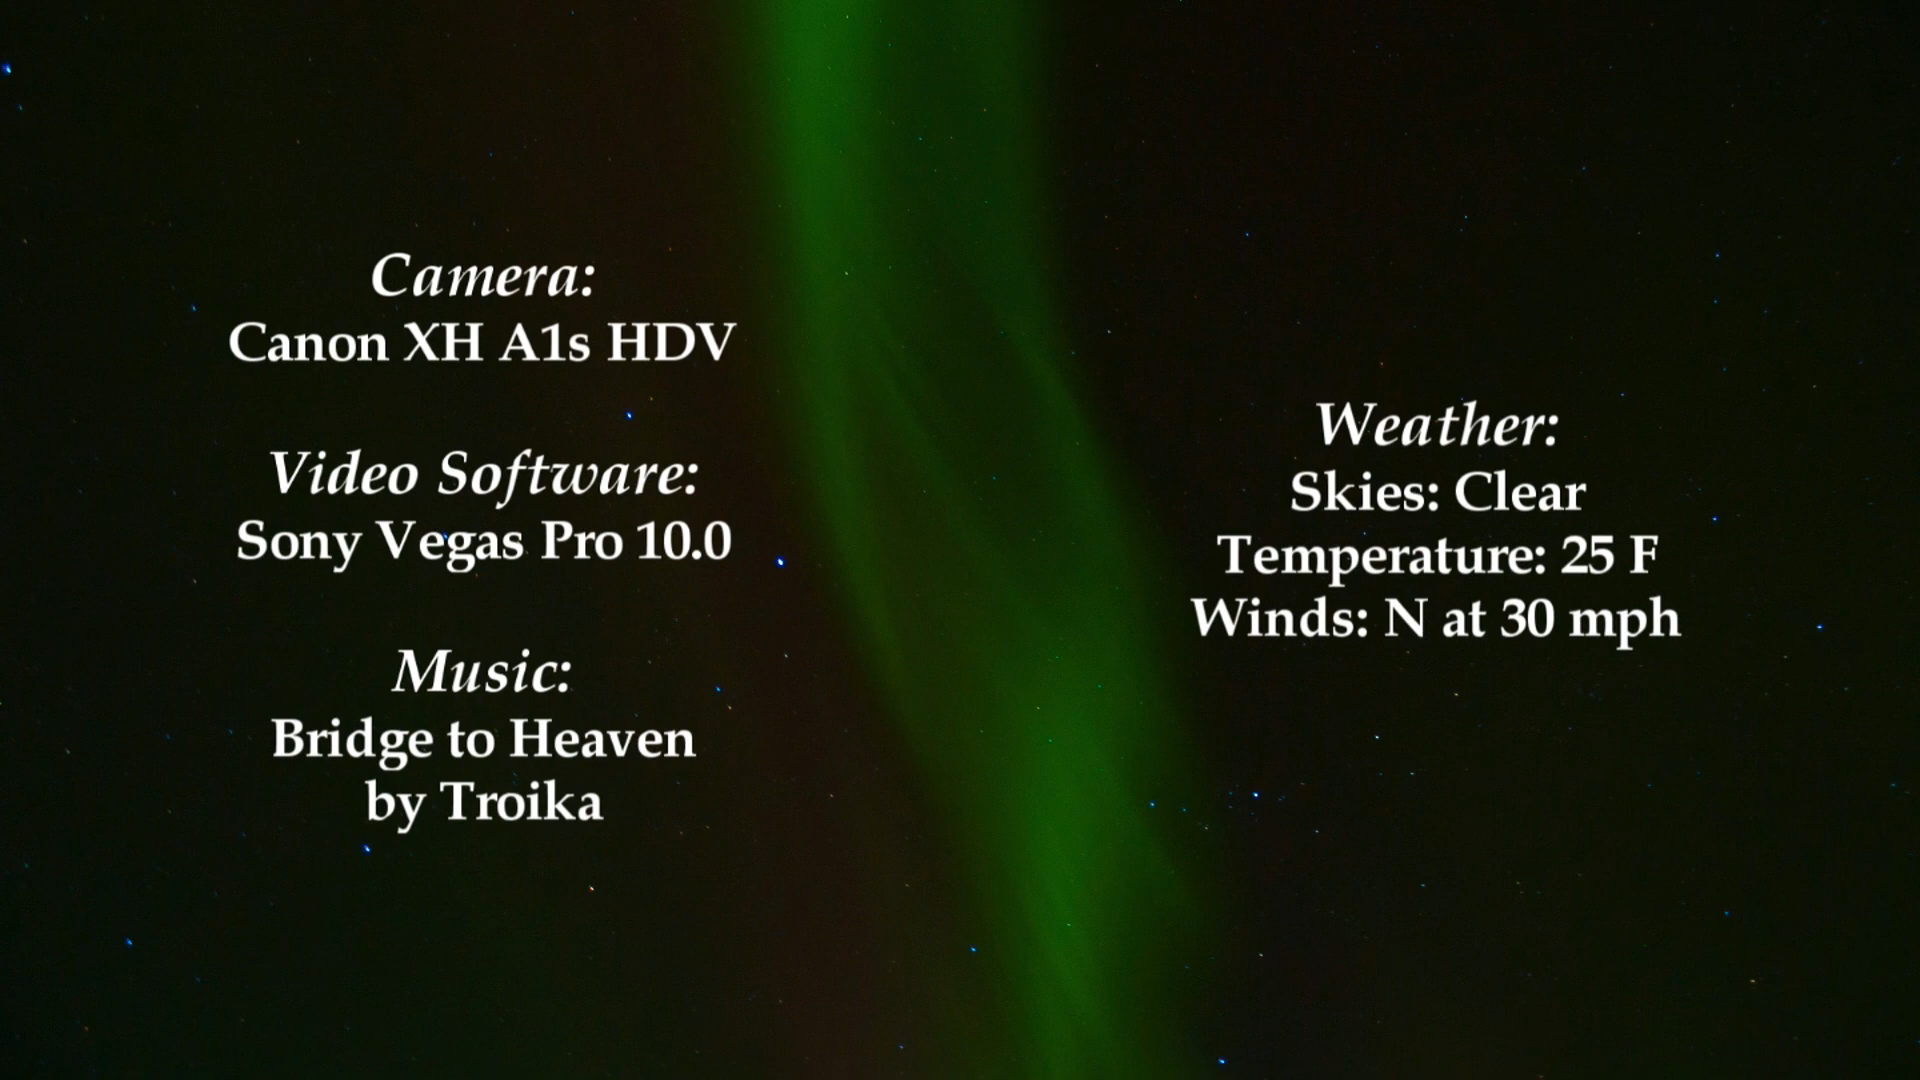 Camera:
Canon XH A1s HDV
Video Software:
Sony Vegas Pro 10.0
Music:
Bridge to Heaven
by Troika
Weather:
Skies: Clear
Temperature: 25 F
Winds: N at 30 mph